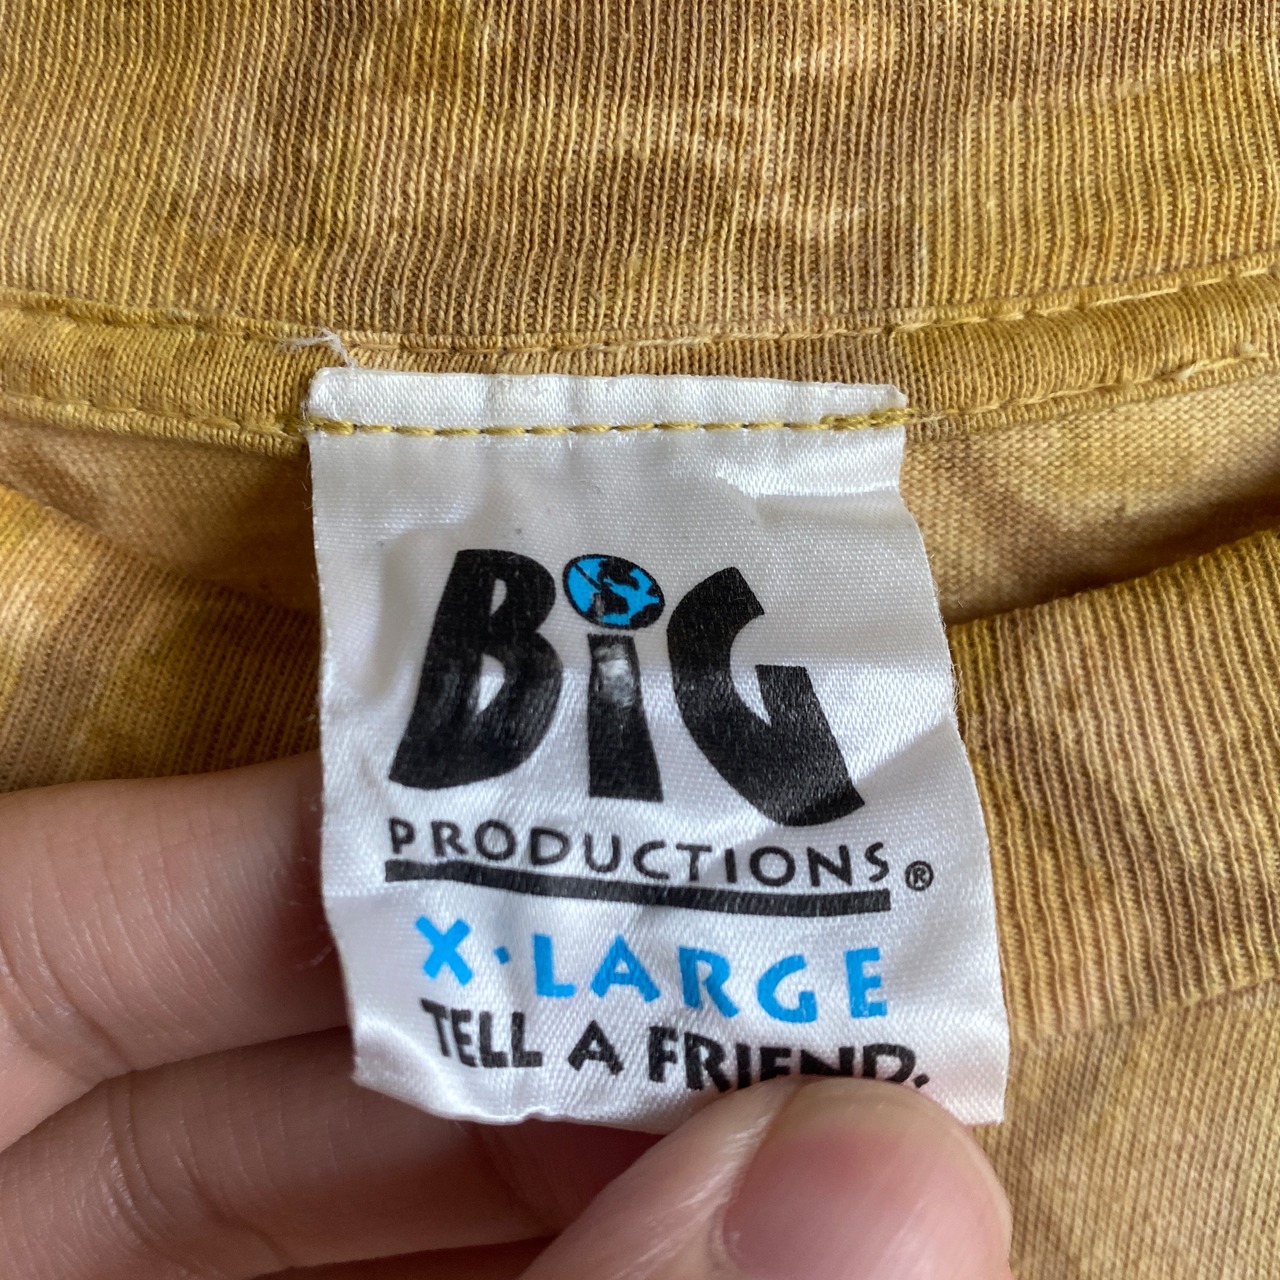 BiG
PRODUCTIONS®
X·LARGE
TELL A FRIEND.